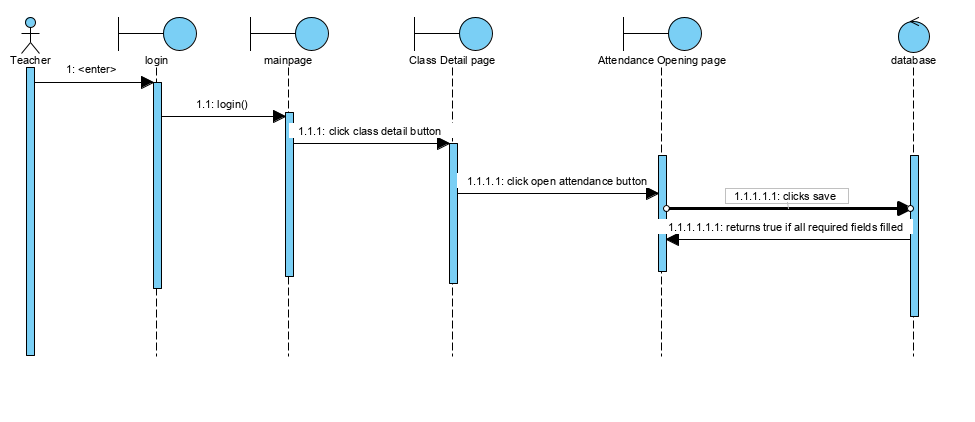 Teacher
login
mainpage
Class Detail page
Attendance Opening page
database
1: <enter>
1.1: login()
1.1.1: click class detail button
1.1.1.1: click open attendance button
1.1.1.1.1: clicks save
1.1.1.1.1.1: returns true if all required fields filled